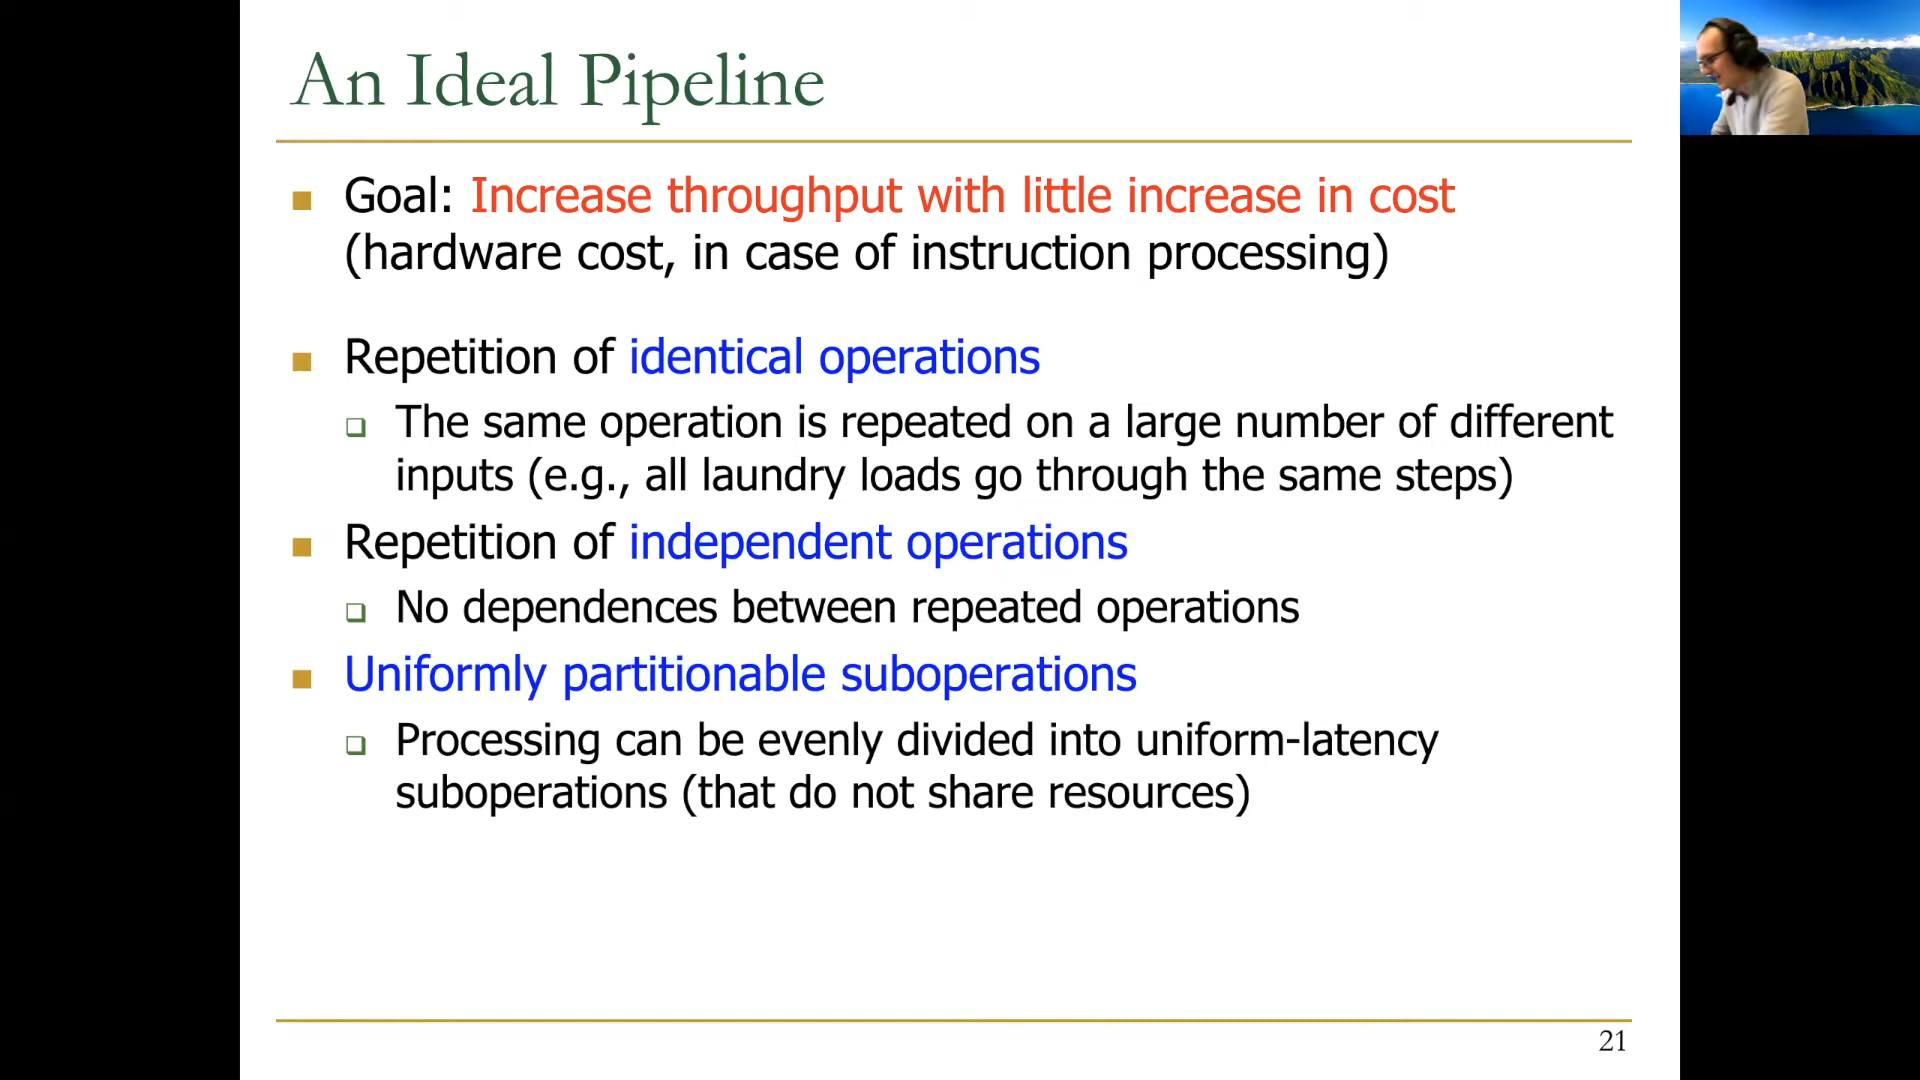 An Ideal Pipeline
Goal: Increase throughput with little increase in cost
(hardware cost, in case of instruction processing)
Repetition of identical operations
The same operation is repeated on a large number of different
inputs (e.g., all laundry loads go through the same steps)
Repetition of independent operations
No dependences between repeated operations
Uniformly partitionable suboperations
Processing can be evenly divided into uniform-latency
suboperations (that do not share resources)
21